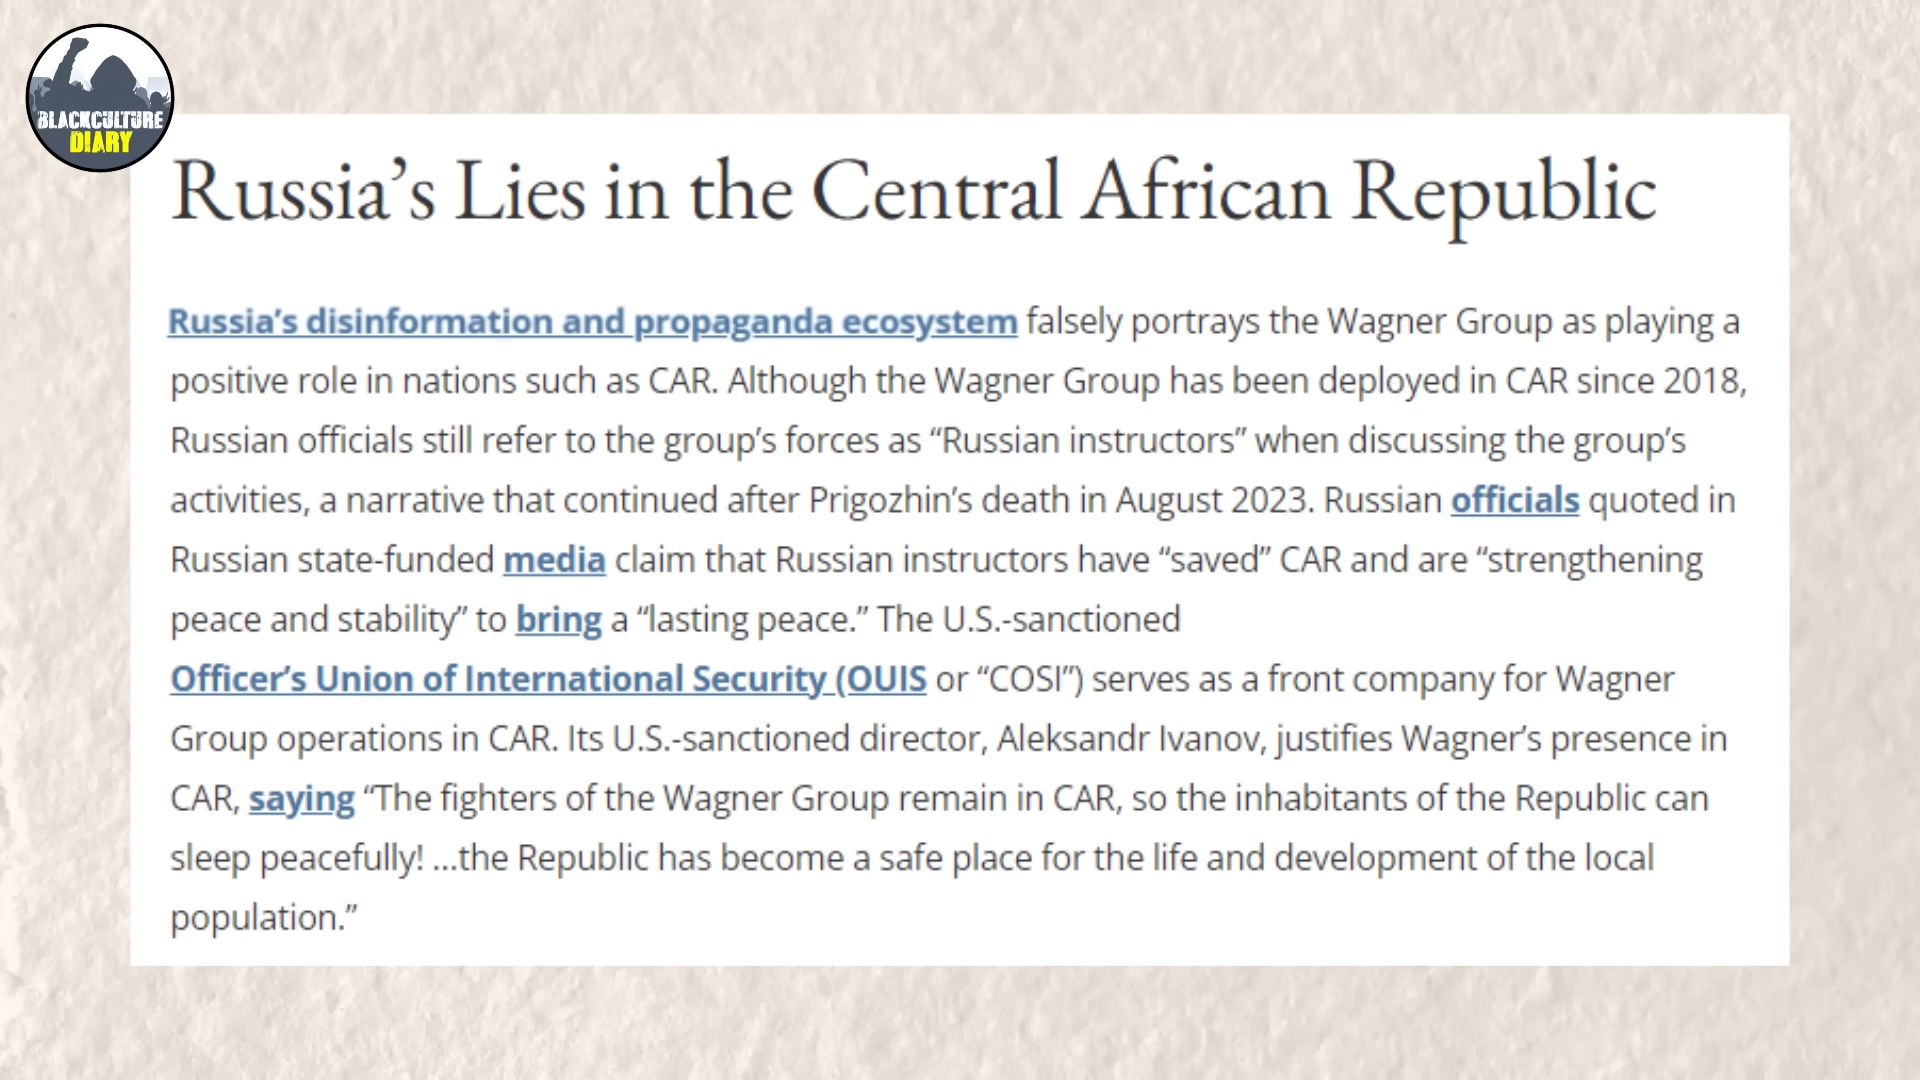 BLACKCULTURE
DIARY
Russia’s Lies in the Central African Republic
Russia’s disinformation and propaganda ecosystem falsely portrays the Wagner Group as playing a
positive role in nations such as CAR. Although the Wagner Group has been deployed in CAR since 2018,
Russian officials still refer to the group’s forces as “Russian instructors” when discussing the group’s
activities, a narrative that continued after Prigozhin’s death in August 2023. Russian officials quoted in
Russian state-funded media claim that Russian instructors have “saved” CAR and are “strengthening
peace and stability” to bring a “lasting peace.” The U.S.-sanctioned
Officer’s Union of International Security (OUIS or “COSI”) serves as a front company for Wagner
Group operations in CAR. Its U.S.-sanctioned director, Aleksandr Ivanov, justifies Wagner’s presence in
CAR, saying “The fighters of the Wagner Group remain in CAR, so the inhabitants of the Republic can
sleep peacefully! ...the Republic has become a safe place for the life and development of the local
population.”